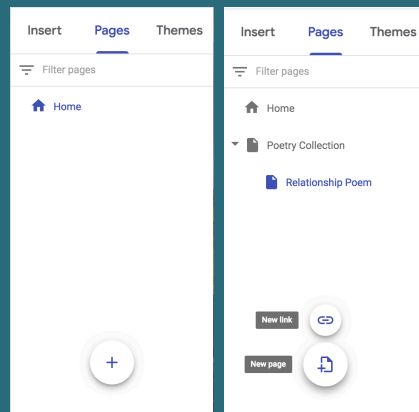 Insert Pages Themes
Filter pages
Home
Insert Pages Themes
Filter pages
Home
Poetry Collection
Relationship Poem
New link
New page